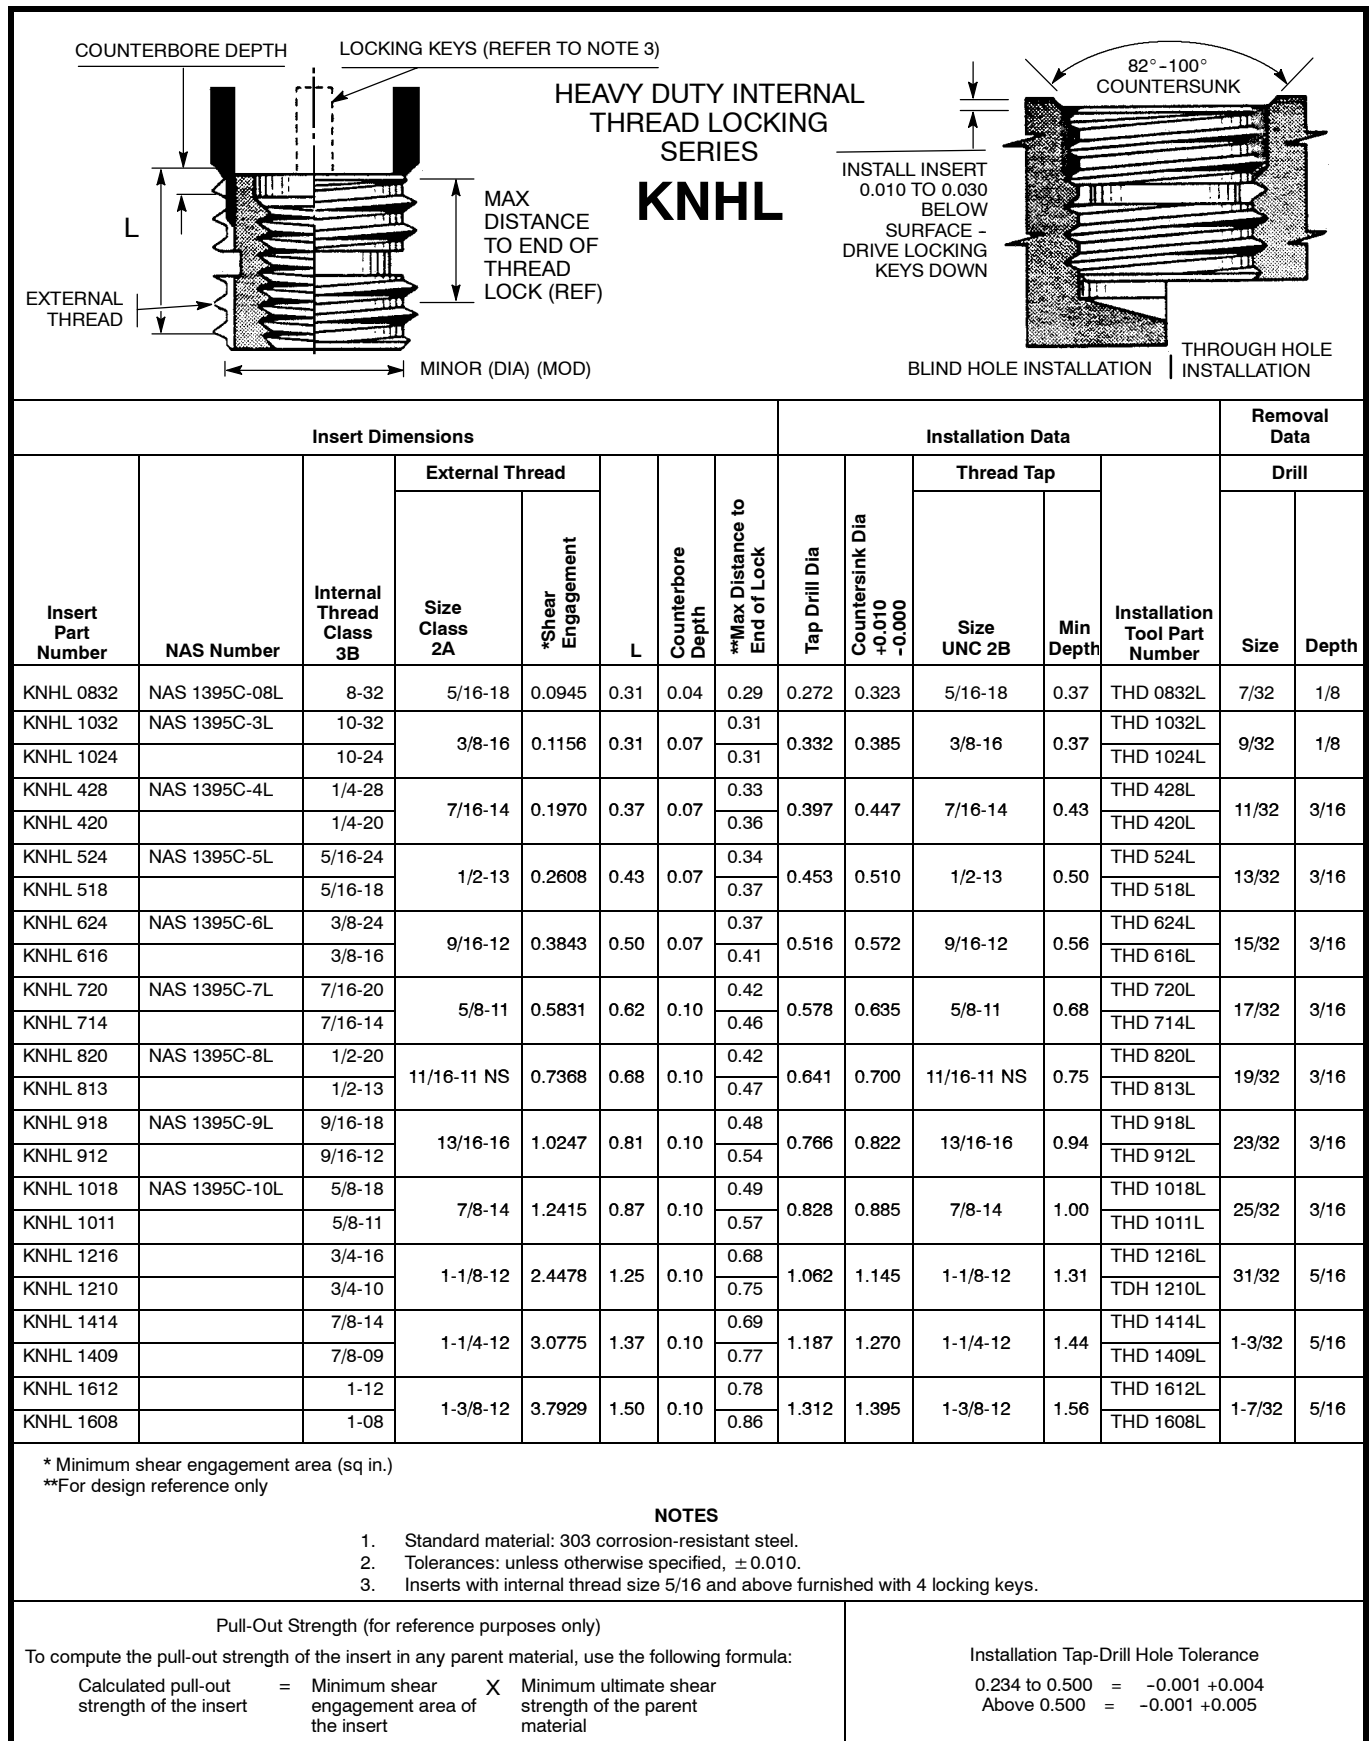 COUNTERBORE DEPTH
LOCKING KEYS (REFER TO NOTE 3)
HEAVY DUTY INTERNAL
THREAD LOCKING
SERIES
KNHL
L
EXTERNAL
THREAD
MAX
DISTANCE
TO END OF
THREAD
LOCK (REF)
MINOR (DIA) (MOD)
82°-100°
COUNTERSUNK
INSTALL INSERT
0.010 TO 0.030
BELOW
SURFACE -
DRIVE LOCKING
KEYS DOWN
BLIND HOLE INSTALLATION
THROUGH HOLE
INSTALLATION
Insert Dimensions
Installation Data
Removal
Data
External Thread
Thread Tap
Drill
Insert
Part
Number
NAS Number
Internal
Thread
Class
3B
Size
Class
2A
*Shear
Engagement
L
Counterbore
Depth
**Max Distance to
End of Lock
Tap Drill Dia
Countersink Dia
+0.010
-0.000
Size
UNC 2B
Min
Depth
Installation
Tool Part
Number
Size
Depth
KNHL 0832 NAS 1395C-08L 8-32 5/16-18 0.0945 0.31 0.04 0.29 0.272 0.323 5/16-18 0.37 THD 0832L 7/32 1/8
KNHL 1032 NAS 1395C-3L 10-32 0.31 THD 1032L
3/8-16 0.1156 0.31 0.07 0.332 0.385 3/8-16 0.37 9/32 1/8
KNHL 1024 10-24 0.31 THD 1024L
KNHL 428 NAS 1395C-4L 1/4-28 0.33 THD 428L
7/16-14 0.1970 0.37 0.07 0.397 0.447 7/16-14 0.43 11/32 3/16
KNHL 420 1/4-20 0.36 THD 420L
KNHL 524 NAS 1395C-5L 5/16-24 0.34 THD 524L
1/2-13 0.2608 0.43 0.07 0.453 0.510 1/2-13 0.50 13/32 3/16
KNHL 518 5/16-18 0.37 THD 518L
KNHL 624 NAS 1395C-6L 3/8-24 0.37 THD 624L
9/16-12 0.3843 0.50 0.07 0.516 0.572 9/16-12 0.56 15/32 3/16
KNHL 616 3/8-16 0.41 THD 616L
KNHL 720 NAS 1395C-7L 7/16-20 0.42 THD 720L
5/8-11 0.5831 0.62 0.10 0.578 0.635 5/8-11 0.68 17/32 3/16
KNHL 714 7/16-14 0.46 THD 714L
KNHL 820 NAS 1395C-8L 1/2-20 0.42 THD 820L
11/16-11 NS 0.7368 0.68 0.10 0.641 0.700 11/16-11 NS 0.75 19/32 3/16
KNHL 813 1/2-13 0.47 THD 813L
KNHL 918 NAS 1395C-9L 9/16-18 0.48 THD 918L
13/16-16 1.0247 0.81 0.10 0.766 0.822 13/16-16 0.94 23/32 3/16
KNHL 912 9/16-12 0.54 THD 912L
KNHL 1018 NAS 1395C-10L 5/8-18 0.49 THD 1018L
7/8-14 1.2415 0.87 0.10 0.828 0.885 7/8-14 1.00 25/32 3/16
KNHL 1011 5/8-11 0.57 THD 1011L
KNHL 1216 3/4-16 0.68 THD 1216L
1-1/8-12 2.4478 1.25 0.10 1.062 1.145 1-1/8-12 1.31 31/32 5/16
KNHL 1210 3/4-10 0.75 TDH 1210L
KNHL 1414 7/8-14 0.69 THD 1414L
1-1/4-12 3.0775 1.37 0.10 1.187 1.270 1-1/4-12 1.44 1-3/32 5/16
KNHL 1409 7/8-09 0.77 THD 1409L
KNHL 1612 1-12 0.78 THD 1612L
1-3/8-12 3.7929 1.50 0.10 1.312 1.395 1-3/8-12 1.56 1-7/32 5/16
KNHL 1608 1-08 0.86 THD 1608L
* Minimum shear engagement area (sq in.)
**For design reference only
NOTES
1. Standard material: 303 corrosion-resistant steel.
2. Tolerances: unless otherwise specified, ±0.010.
3. Inserts with internal thread size 5/16 and above furnished with 4 locking keys.
Pull-Out Strength (for reference purposes only)
To compute the pull-out strength of the insert in any parent material, use the following formula:
Calculated pull-out = Minimum shear X Minimum ultimate shear
strength of the insert engagement area of strength of the parent
the insert material
Installation Tap-Drill Hole Tolerance
0.234 to 0.500 = -0.001 +0.004
Above 0.500 = -0.001 +0.005